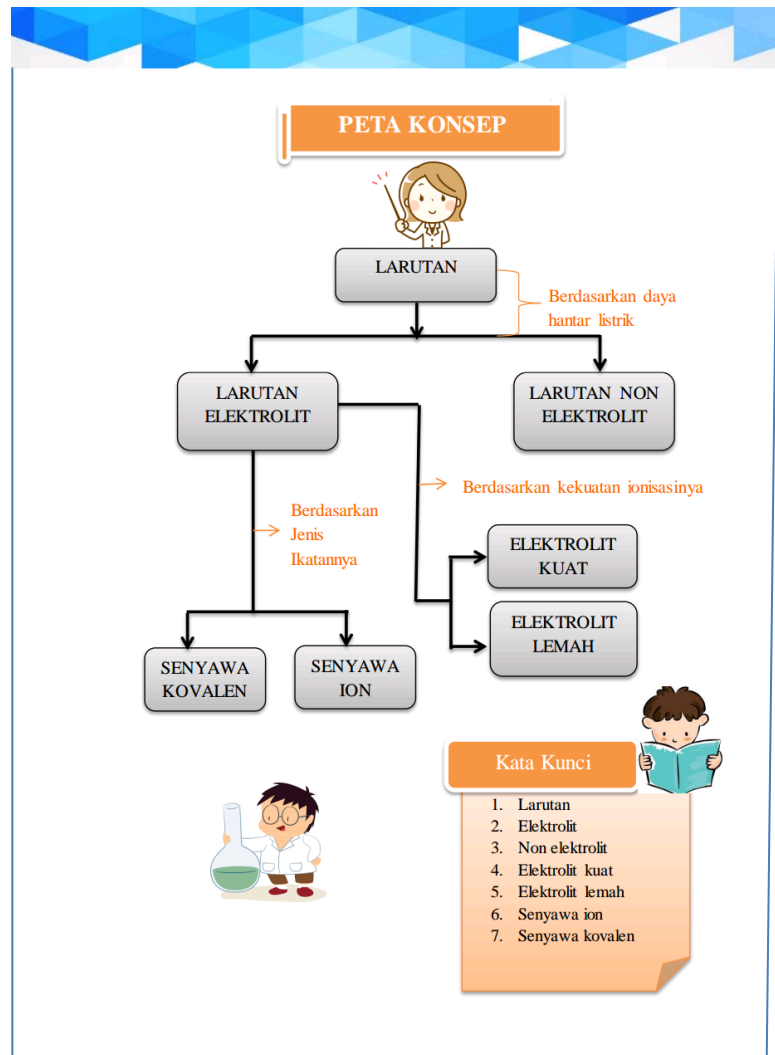 PETA KONSEP
LARUTAN
Berdasarkan daya
hantar listrik
LARUTAN
ELEKTROLIT
LARUTAN NON
ELEKTROLIT
Berdasarkan kekuatan ionisasinya
Berdasarkan
Jenis
Ikatannya
ELEKTROLIT
KUAT
ELEKTROLIT
LEMAH
SENYAWA
KOVALEN
SENYAWA
ION
Kata Kunci
1. Larutan
2. Elektrolit
3. Non elektrolit
4. Elektrolit kuat
5. Elektrolit lemah
6. Senyawa ion
7. Senyawa kovalen